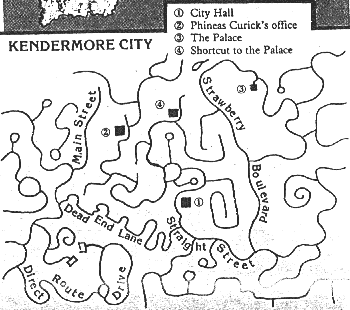 ① City Hall
② Phineas Curick's office
③ The Palace
④ Shortcut to the Palace
KENDERMORE CITY
Main Street
Strawberry Boulevard
③
④
②
①
Dead End Lane
Straight Street
Direct Route Drive